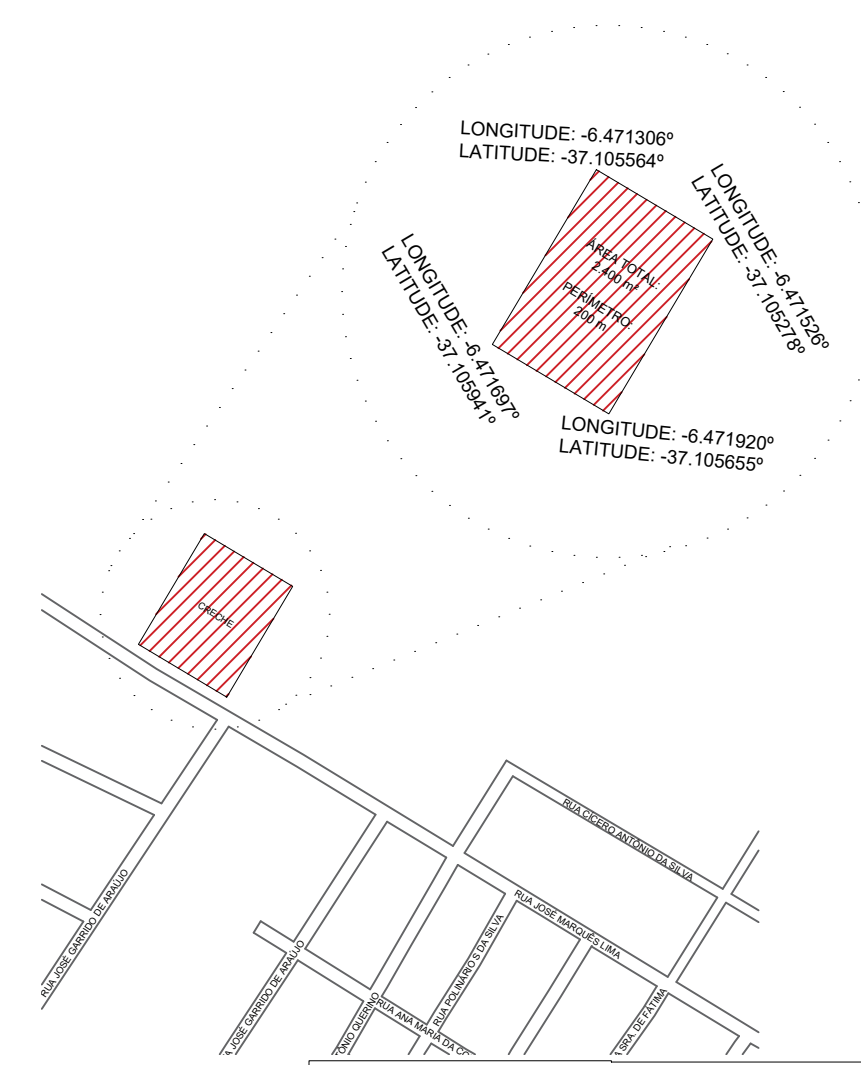 LONGITUDE: -6.471306º
LATITUDE: -37.105564º
LONGITUDE: -6.471526º
LATITUDE: -37.105278º
LONGITUDE: -6.471697º
LATITUDE: -37.105941º
ÁREA TOTAL:
2.400 m²
PERÍMETRO:
200 m
LONGITUDE: -6.471920º
LATITUDE: -37.105655º
CRECHE
RUA CÍCERO ANTÔNIO DA SILVA
RUA JOSÉ MARQUÊS LIMA
RUA JOSÉ GARRIDO DE ARAÚJO
RUA POLINÁRIO S DA SILVA
JOSÉ GARRIDO DE ARAÚJO
QUERINO
RUA ANA MARIA DA
SRA. DE FÁTIMA